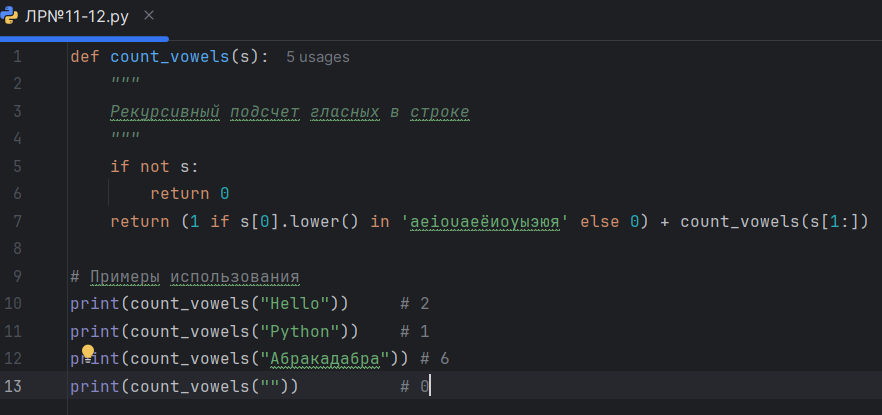 ЛР№11-12.py
1 def count_vowels(s): 5 usages
2 """
3 Рекурсивный подсчет гласных в строке
4 """
5 if not s:
6 return 0
7 return (1 if s[0].lower() in 'aeiouаеёиоуыэюя' else 0) + count_vowels(s[1:])
8
9 # Примеры использования
10 print(count_vowels("Hello")) # 2
11 print(count_vowels("Python")) # 1
12 print(count_vowels("Абракадабра")) # 6
13 print(count_vowels("")) # 0